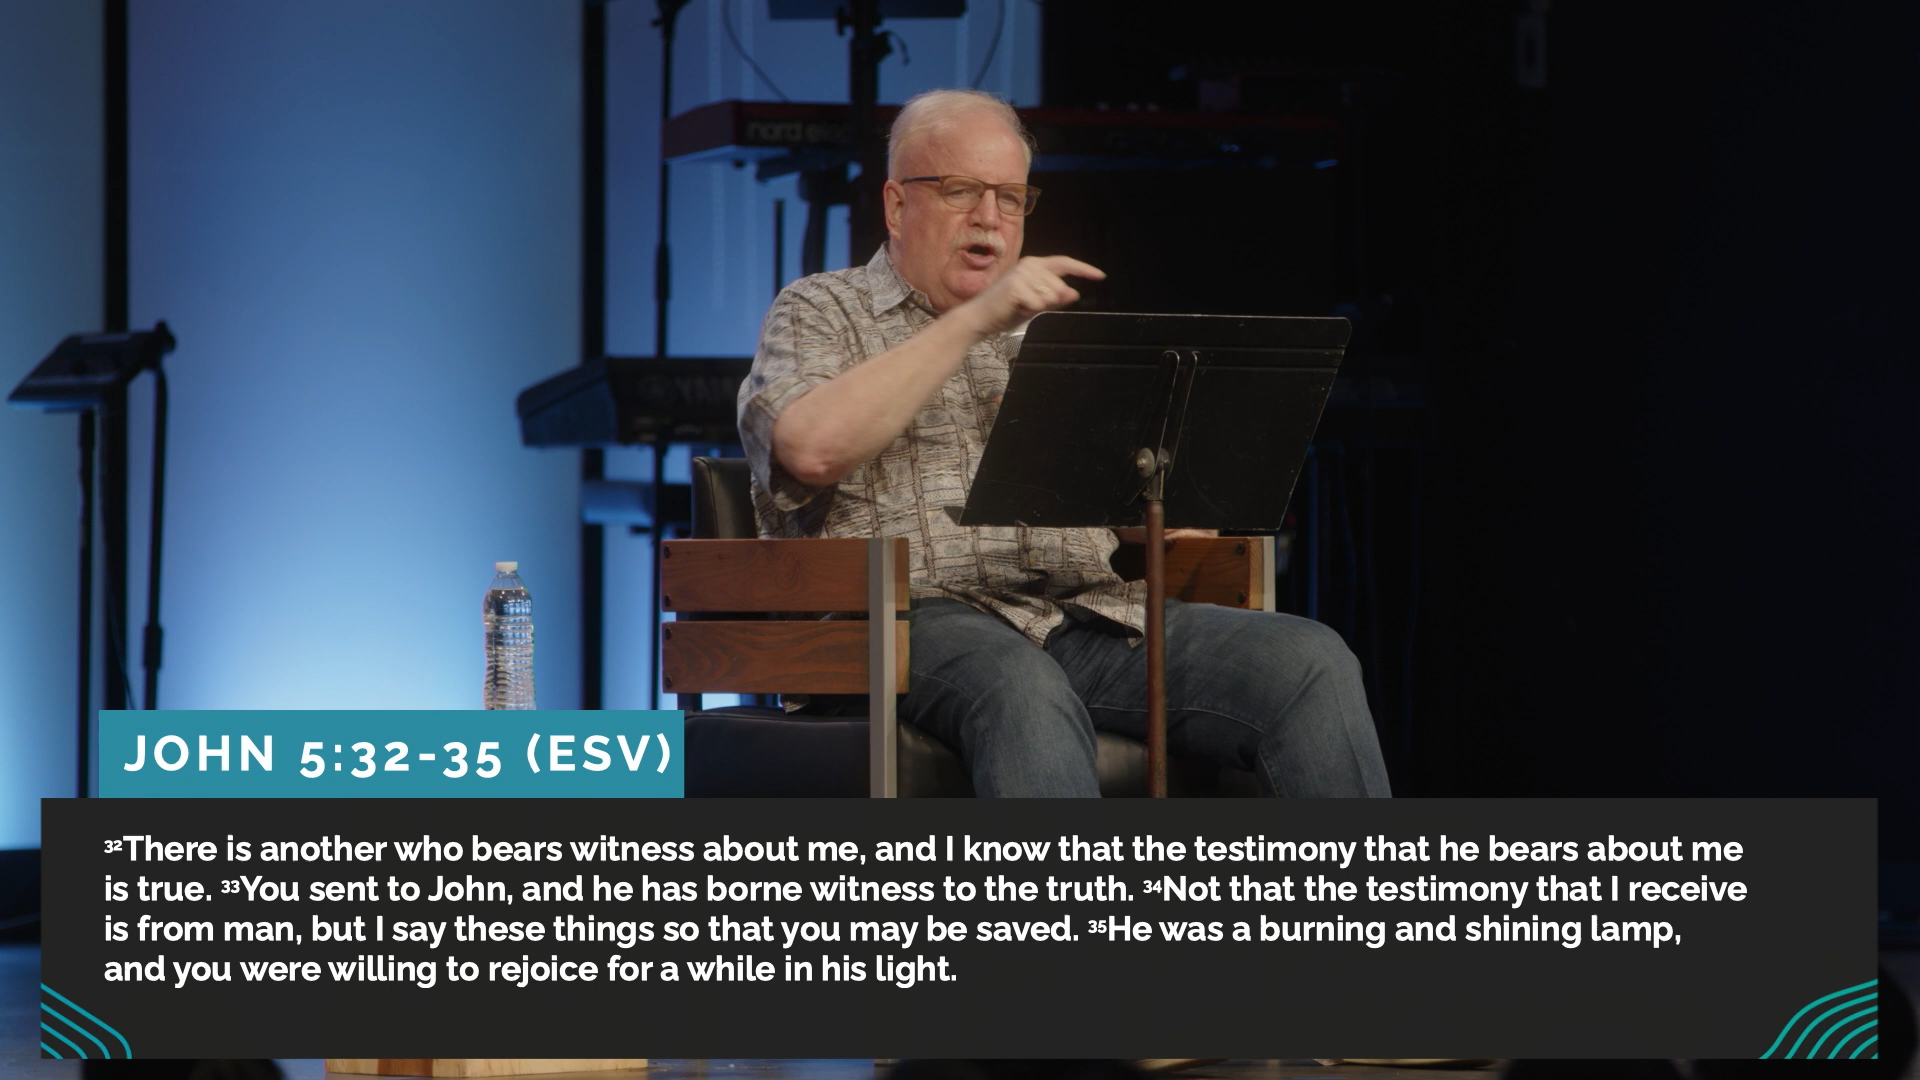 nord
JOHN 5:32-35 (ESV)
³²There is another who bears witness about me, and I know that the testimony that he bears about me
is true. ³³You sent to John, and he has borne witness to the truth. ³⁴Not that the testimony that I receive
is from man, but I say these things so that you may be saved. ³⁵He was a burning and shining lamp,
and you were willing to rejoice for a while in his light.